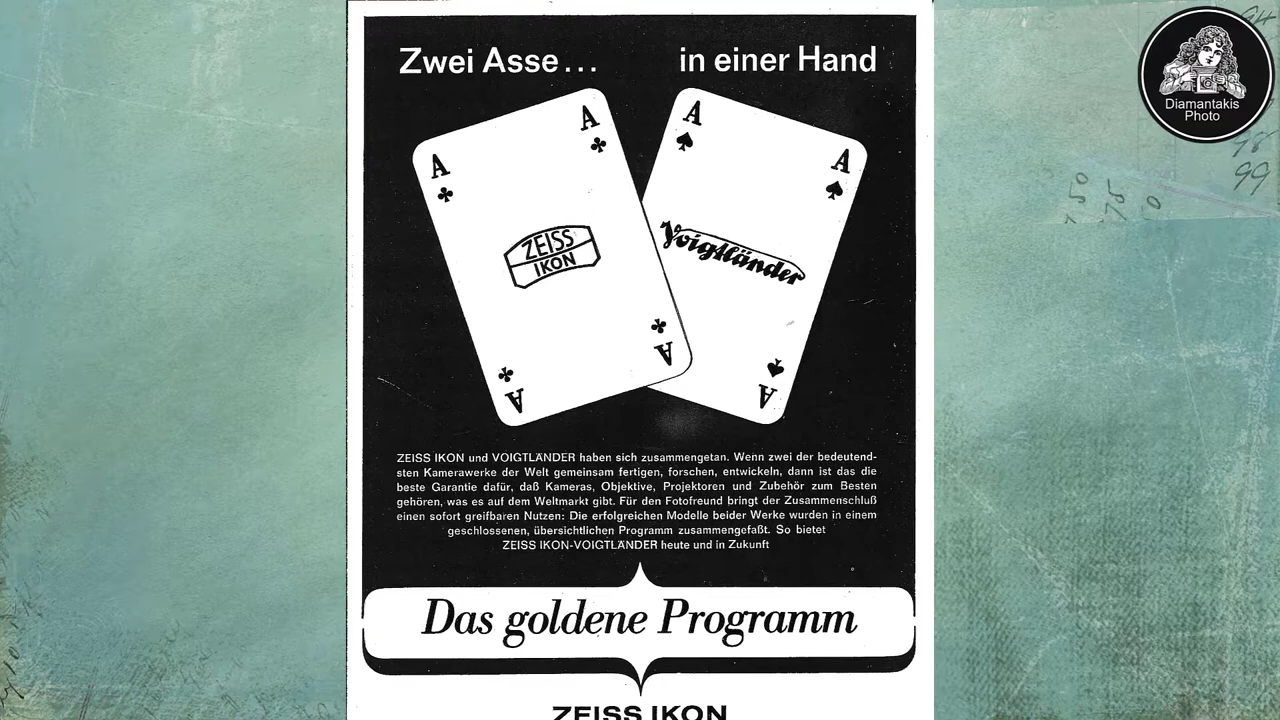 Zwei Asse... in einer Hand
A
A
A
A
ZEISS
IKON
Voigtländer
A
A
A
A
ZEISS IKON und VOIGTLÄNDER haben sich zusammengetan. Wenn zwei der bedeutend-
sten Kamerawerke der Welt gemeinsam fertigen, forschen, entwickeln, dann ist das die
beste Garantie dafür, daß Kameras, Objektive, Projektoren und Zubehör zum Besten
gehören, was es auf dem Weltmarkt gibt. Für den Fotofreund bringt der Zusammenschluß
einen sofort greifbaren Nutzen: Die erfolgreichen Modelle beider Werke wurden in einem
geschlossenen, übersichtlichen Programm zusammengefaßt. So bietet
ZEISS IKON-VOIGTLÄNDER heute und in Zukunft
Das goldene Programm
ZEISS IKON
Diamantakis
Photo
99